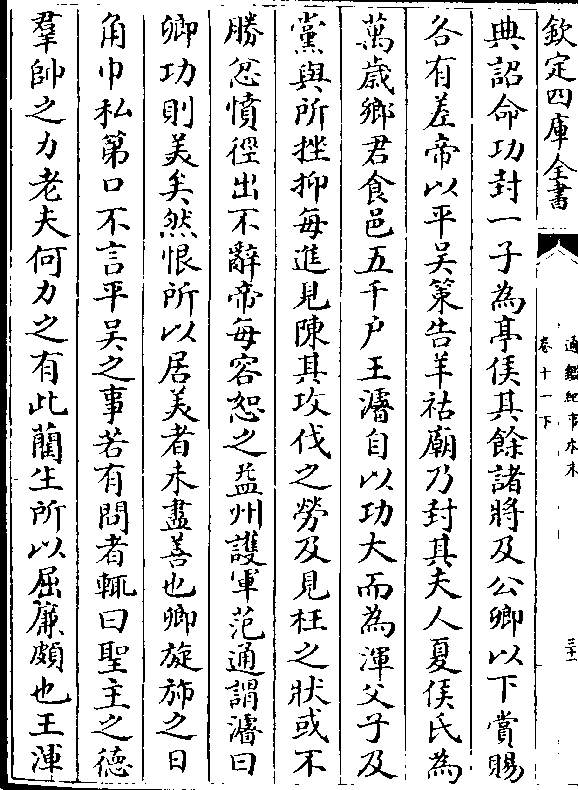 欽定四庫全書
通鑑紀事本末
卷十一下
三十一
典詔命功封一子為亭侯其餘諸將及公卿以下賞賜
各有差帝以平吴策告羊祜廟乃封其夫人夏侯氏為
萬歲鄉君食邑五千户王濬自以功大而為渾父子及
黨與所挫抑每進見陳其攻伐之勞及見枉之狀或不
勝忿憤徑出不辭帝每容恕之益州護軍范通謂濬曰
卿功則美矣然恨所以居美者未盡善也卿旋斾之日
角巾私第口不言平吴之事若有問者輒曰聖主之德
羣帥之力老夫何力之有此藺生所以屈廉頗也王渾